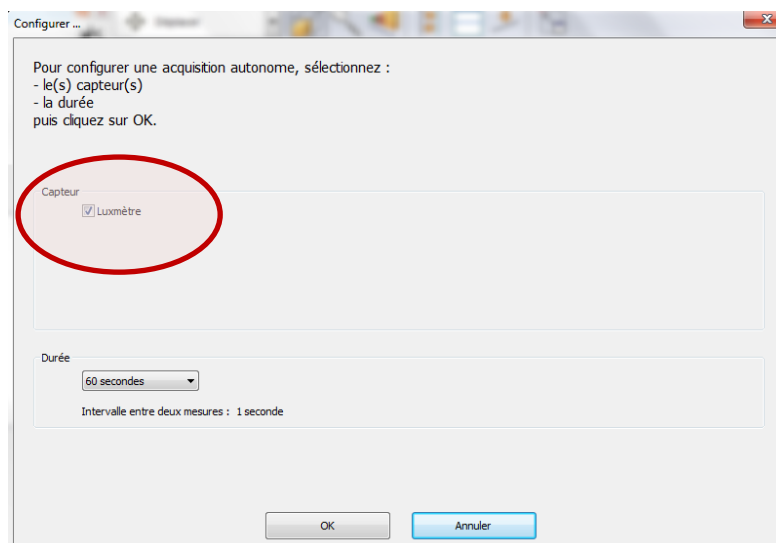 Configurer ...
Pour configurer une acquisition autonome, sélectionnez :
- le(s) capteur(s)
- la durée
puis cliquez sur OK.
Capteur
Luxmètre
Durée
60 secondes
Intervalle entre deux mesures : 1 seconde
OK
Annuler